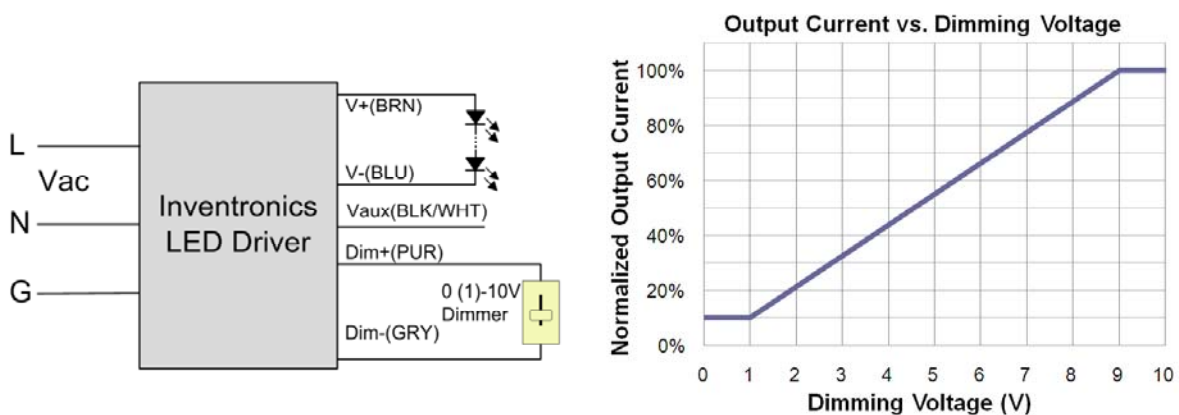 L
Vac
N
G
Inventronics
LED Driver
V+(BRN)
V-(BLU)
Vaux(BLK/WHT)
Dim+(PUR)
0 (1)-10V
Dimmer
Dim-(GRY)
Output Current vs. Dimming Voltage
Normalized Output Current
100%
80%
60%
40%
20%
0%
0 1 2 3 4 5 6 7 8 9 10
Dimming Voltage (V)